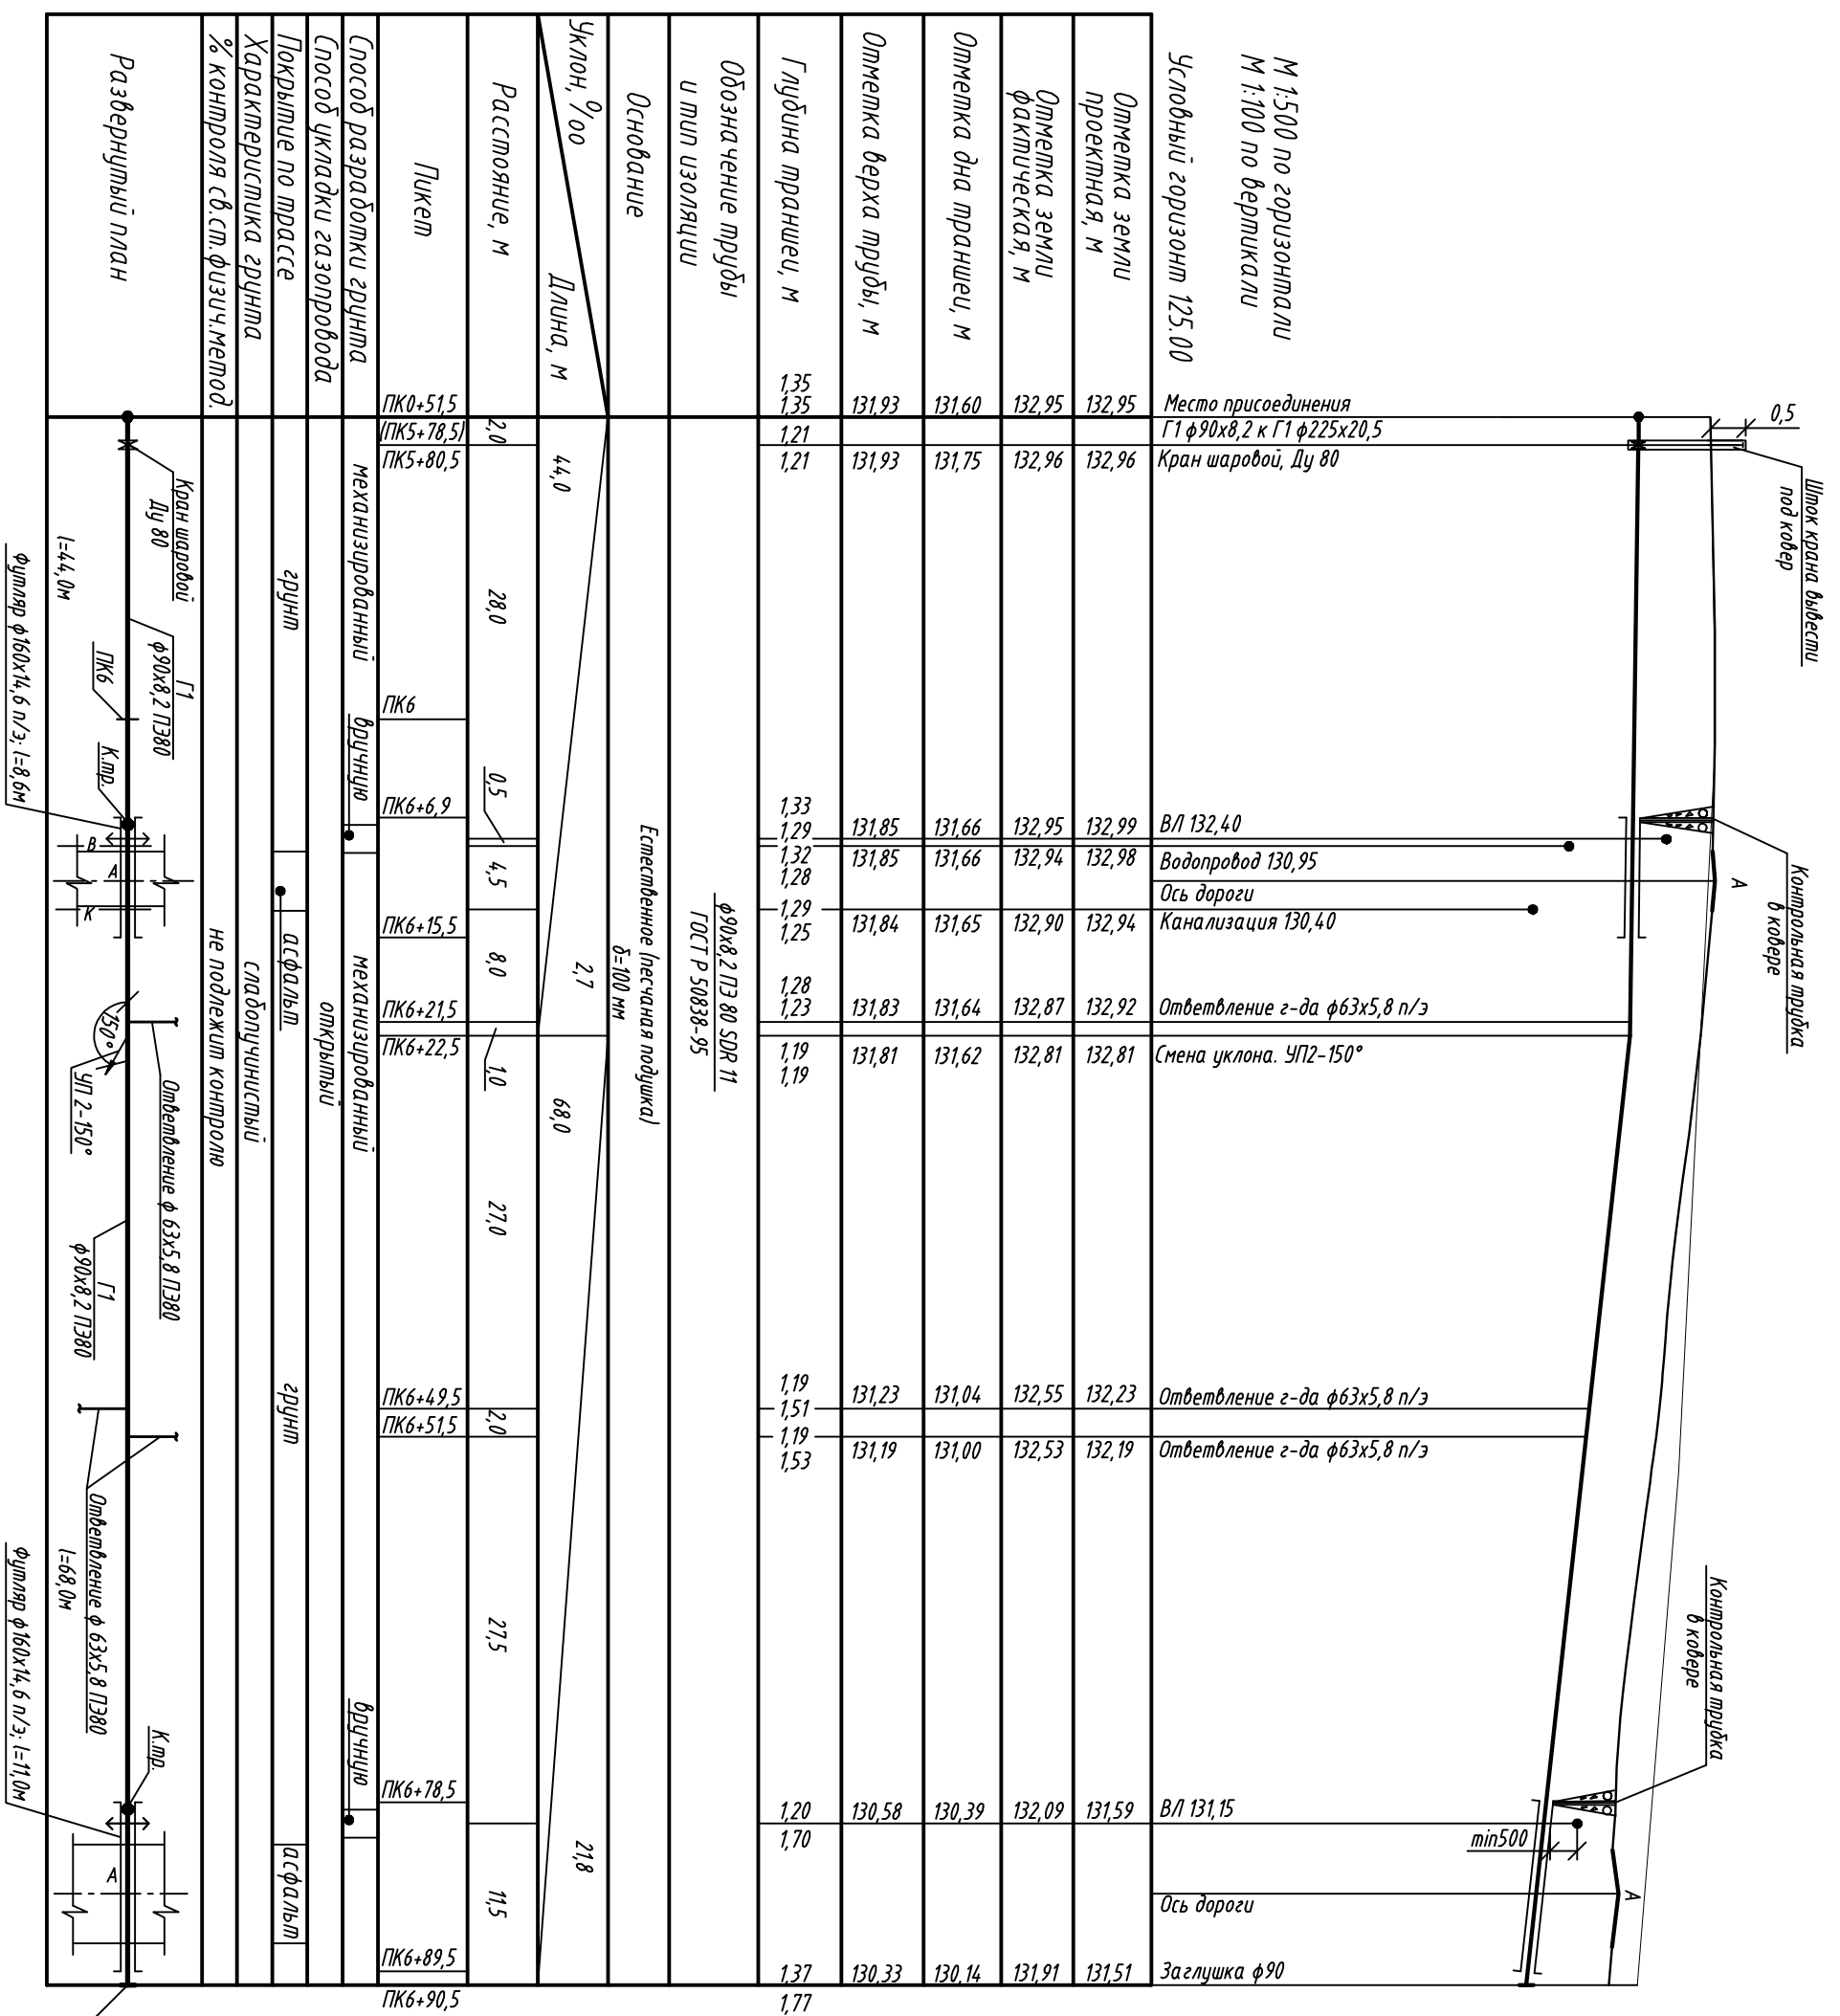 М 1:500 по горизонтали
М 1:100 по вертикали
Условный горизонт 125.00
0,5
Шток крана вывести
под ковер
Контрольная трубка
в ковере
Контрольная трубка
в ковере
А
А
min500
Место присоединения
Г1 ф90х8,2 к Г1 ф225х20,5
Кран шаровой, Ду 80
ВЛ 132,40
Водопровод 130,95
Ось дороги
Канализация 130,40
Ответвление г-да ф63х5,8 п/э
Смена уклона. УП2-150°
Ответвление г-да ф63х5,8 п/э
Ответвление г-да ф63х5,8 п/э
ВЛ 131,15
Ось дороги
Заглушка ф90
Отметка земли
проектная, м
132,95
132,96
132,99
132,98
132,94
132,92
132,81
132,23
132,19
131,59
131,51
Отметка земли
фактическая, м
132,95
132,96
132,95
132,94
132,90
132,87
132,81
132,55
132,53
132,09
131,91
Отметка дна траншеи, м
131,60
131,75
131,66
131,66
131,65
131,64
131,62
131,04
131,00
130,39
130,14
Отметка верха трубы, м
131,93
131,93
131,85
131,85
131,84
131,83
131,81
131,23
131,19
130,58
130,33
Глубина траншеи, м
1,35
1,35
1,21
1,21
1,33
1,29
1,32
1,28
1,29
1,25
1,28
1,23
1,19
1,19
1,19
1,51
1,19
1,53
1,20
1,70
1,37
1,77
Обозначение трубы
и тип изоляции
ф90х8,2 ПЭ 80 SDR 11
ГОСТ Р 50838-95
Основание
Естественное (песчаная подушка)
δ=100 мм
Уклон, ‰
Длина, м
44,0
2,7
68,0
21,8
Расстояние, м
2,0
28,0
0,5
4,5
8,0
1,0
27,0
2,0
27,5
11,5
Пикет
ПК0+51,5
(ПК5+78,5)
ПК5+80,5
ПК6
ПК6+6,9
ПК6+15,5
ПК6+21,5
ПК6+22,5
ПК6+49,5
ПК6+51,5
ПК6+78,5
ПК6+89,5
ПК6+90,5
Способ разработки грунта
механизированный
вручную
механизированный
вручную
Способ укладки газопровода
открытый
Покрытие по трассе
грунт
асфальт
грунт
асфальт
Характеристика грунта
слабопучинистый
% контроля св.ст.физич.метод.
не подлежит контролю
Развернутый план
Кран шаровой
Ду 80
l=44,0м
Г1
ф90х8,2 ПЭ80
ПК6
К.тр.
Футляр ф160х14,6 п/э; l=8,6м
В
А
К
150°
УП 2-150°
Ответвление ф 63х5,8 ПЭ80
Г1
ф90х8,2 ПЭ80
Ответвление ф 63х5,8 ПЭ80
l=68,0м
К.тр.
Футляр ф160х14,6 п/э; l=11,0м
А